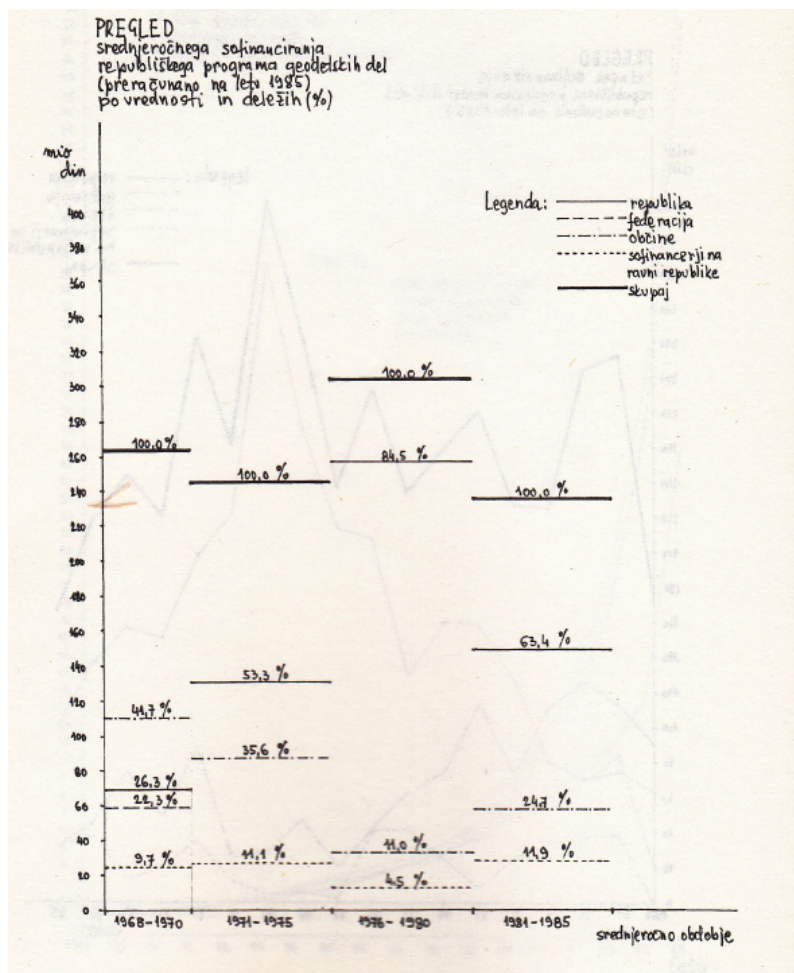 PREGLED
srednjeročnega sofinanciranja
republiškega programa geodetskih del
(preračunano na leto 1985)
po vrednosti in deležih (%)
mio
din
Legenda:
republika
federacija
občine
sofinancerji na
ravni republike
skupaj
400
380
360
340
320
300
280
260
240
220
200
180
160
140
120
100
80
60
40
20
0
100,0 %
41,7 %
26,3 %
22,3 %
9,7 %
100,0 %
53,3 %
35,6 %
11,1 %
100,0 %
84,5 %
11,0 %
4,5 %
100,0 %
63,4 %
24,7 %
11,9 %
1968-1970
1971-1975
1976-1980
1981-1985
srednjeročno obdobje